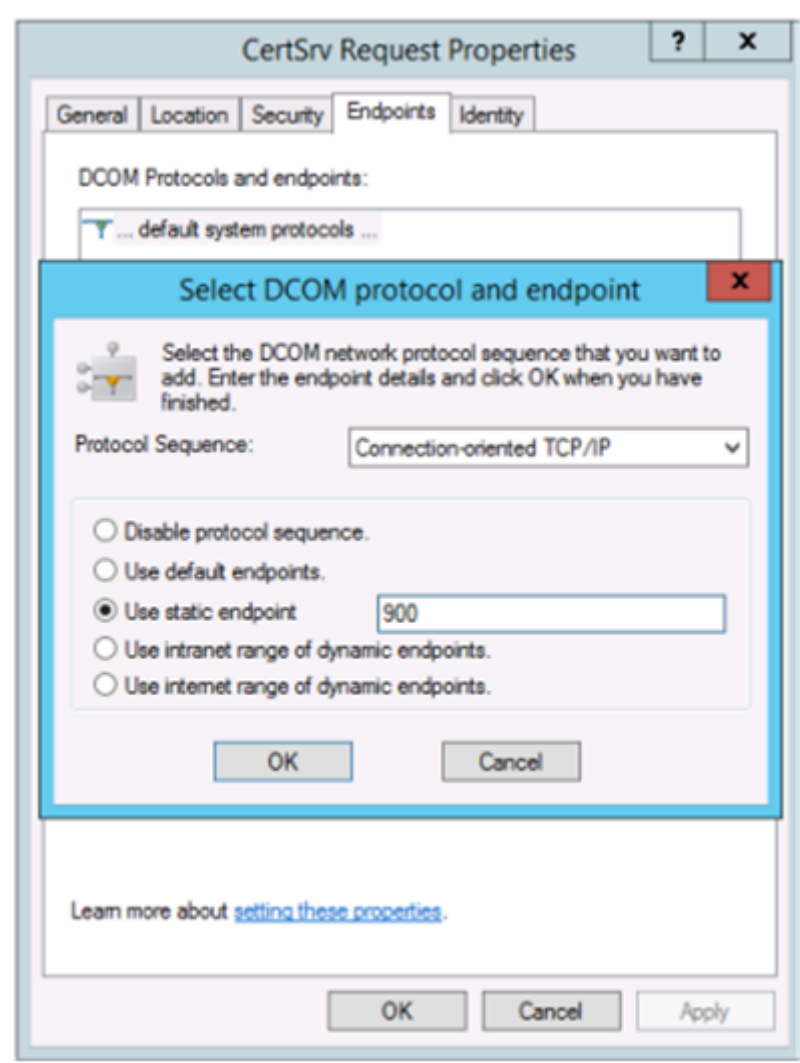 CertSrv Request Properties
? x
General Location Security Endpoints Identity
DCOM Protocols and endpoints:
... default system protocols ...
Select DCOM protocol and endpoint
x
Select the DCOM network protocol sequence that you want to
add. Enter the endpoint details and click OK when you have
finished.
Protocol Sequence: Connection-oriented TCP/IP
Disable protocol sequence.
Use default endpoints.
Use static endpoint 900
Use intranet range of dynamic endpoints.
Use internet range of dynamic endpoints.
OK Cancel
Learn more about setting these properties.
OK Cancel Apply